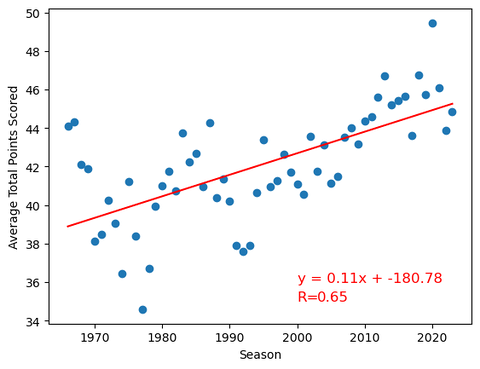 50
48
46
44
42
40
38
36
34
Average Total Points Scored
y = 0.11x + -180.78
R=0.65
1970 1980 1990 2000 2010 2020
Season